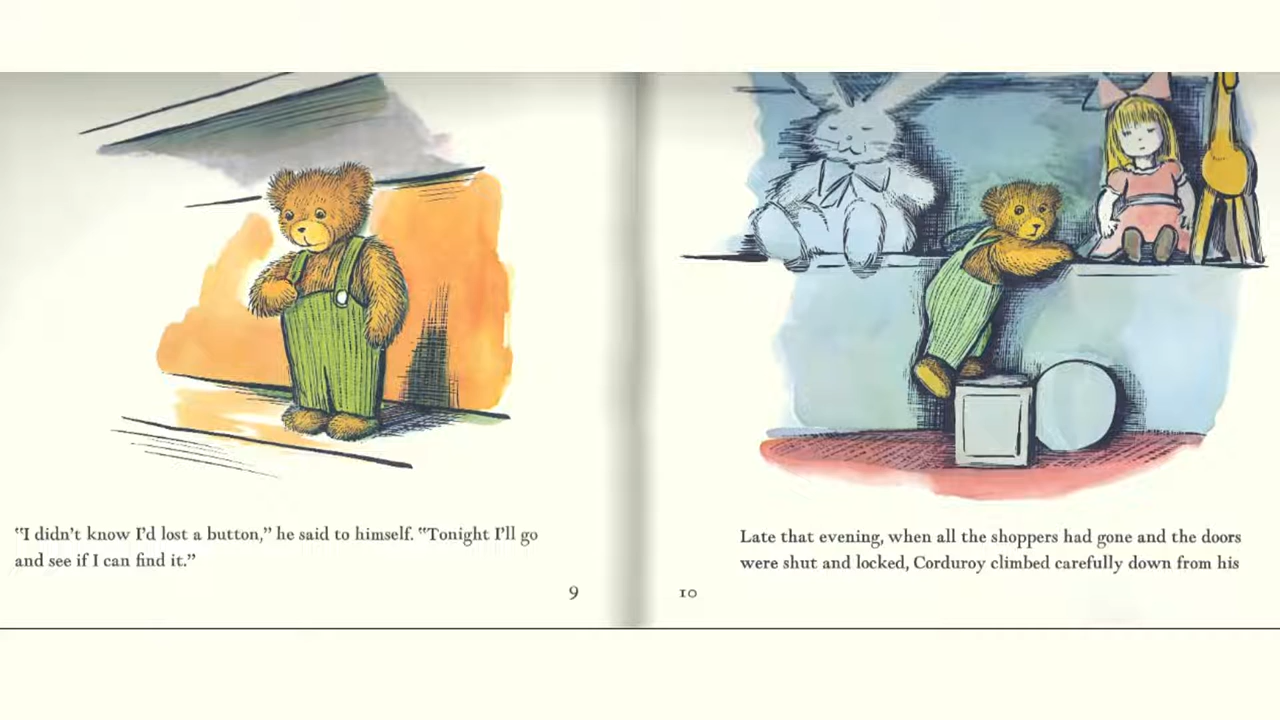 “I didn’t know I’d lost a button,” he said to himself. “Tonight I’ll go
and see if I can find it.”
9
Late that evening, when all the shoppers had gone and the doors
were shut and locked, Corduroy climbed carefully down from his
10